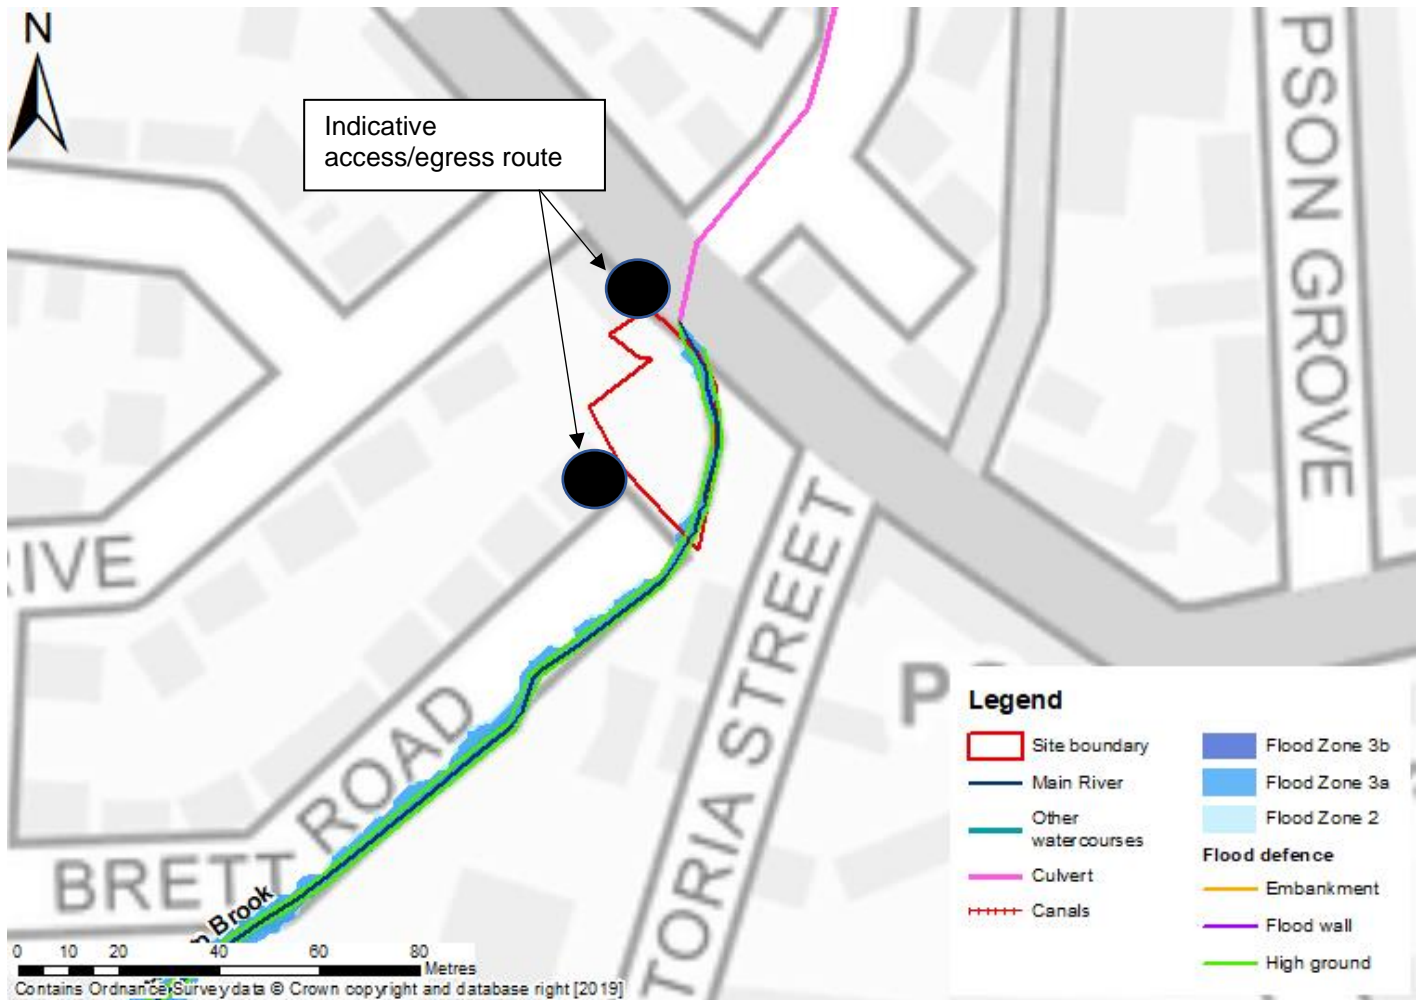 N
Indicative
access/egress route
PSON GROVE
IVE
BRETT ROAD
TORIA STREET
Brook
P
Legend
Site boundary
Main River
Other
watercourses
Culvert
Canals
Flood Zone 3b
Flood Zone 3a
Flood Zone 2
Flood defence
Embankment
Flood wall
High ground
0 10 20 40 60 80
Metres
Contains Ordnance Survey data © Crown copyright and database right [2019]